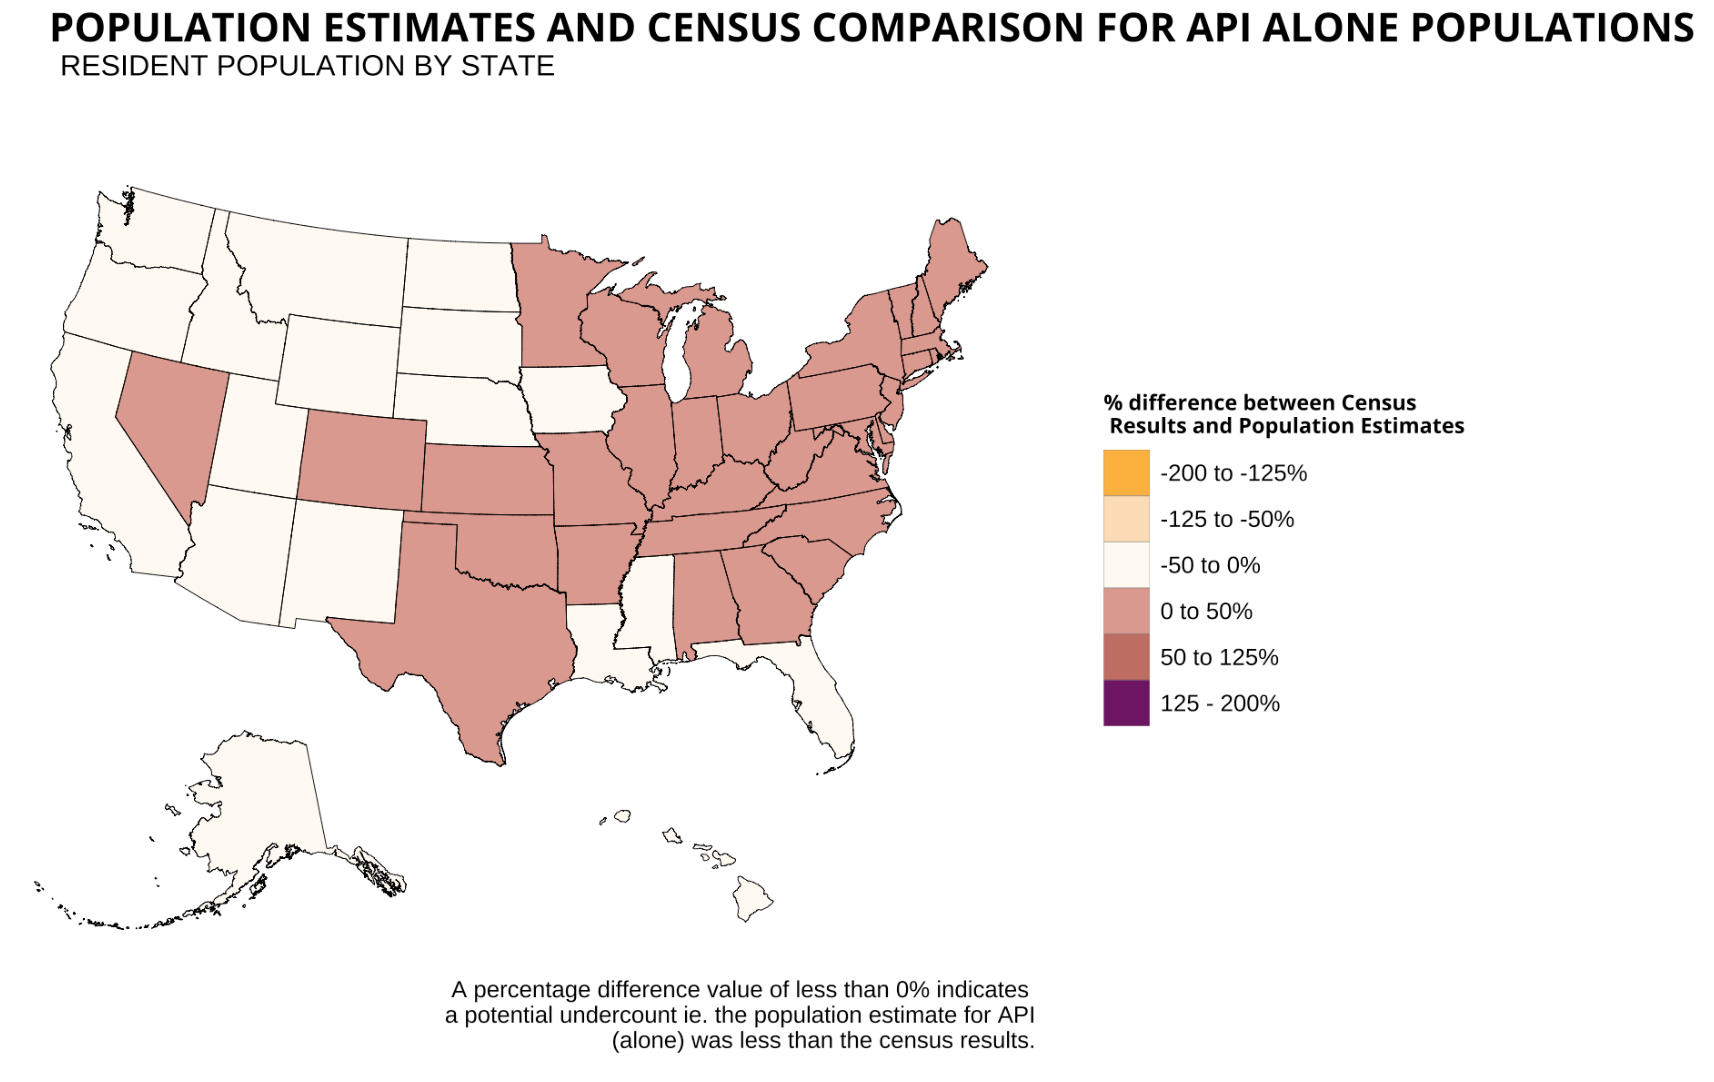 POPULATION ESTIMATES AND CENSUS COMPARISON FOR API ALONE POPULATIONS
RESIDENT POPULATION BY STATE
% difference between Census
Results and Population Estimates
-200 to -125%
-125 to -50%
-50 to 0%
0 to 50%
50 to 125%
125 - 200%
A percentage difference value of less than 0% indicates
a potential undercount ie. the population estimate for API
(alone) was less than the census results.